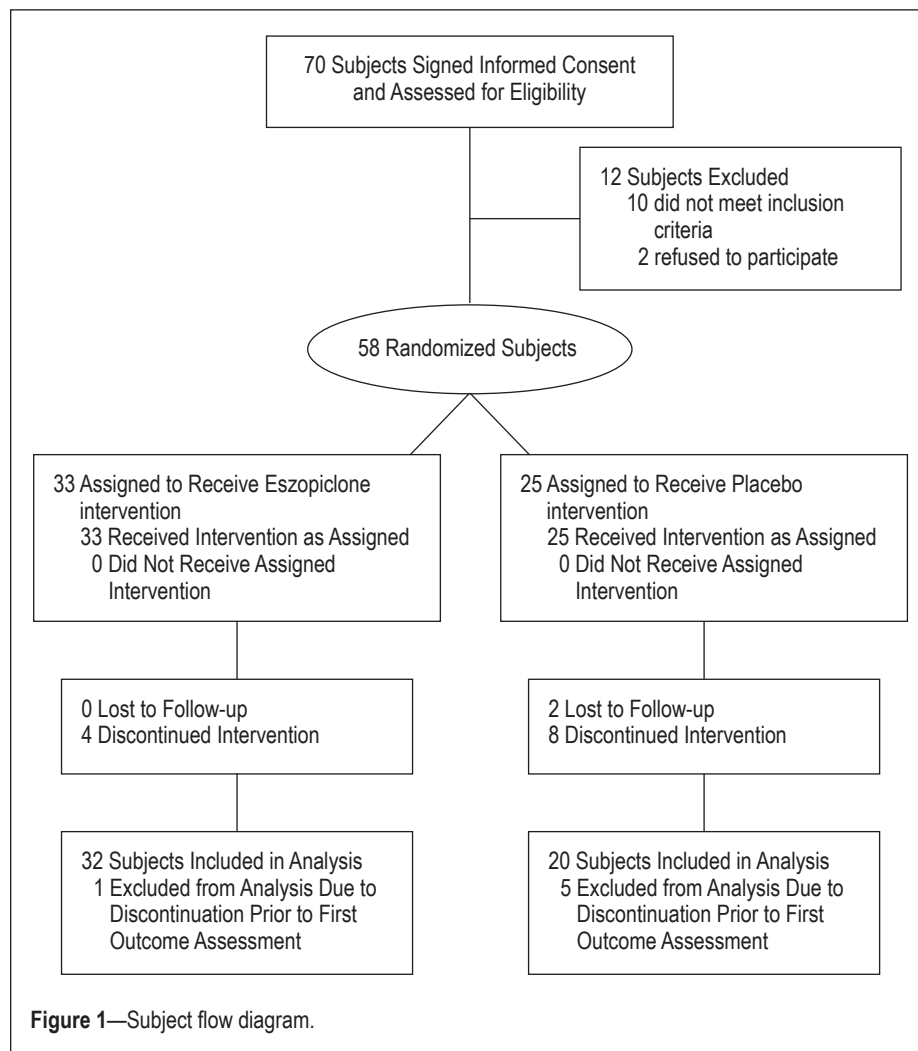 70 Subjects Signed Informed Consent
and Assessed for Eligibility
12 Subjects Excluded
10 did not meet inclusion
criteria
2 refused to participate
58 Randomized Subjects
33 Assigned to Receive Eszopiclone
intervention
33 Received Intervention as Assigned
0 Did Not Receive Assigned
Intervention
25 Assigned to Receive Placebo
intervention
25 Received Intervention as Assigned
0 Did Not Receive Assigned
Intervention
0 Lost to Follow-up
4 Discontinued Intervention
2 Lost to Follow-up
8 Discontinued Intervention
32 Subjects Included in Analysis
1 Excluded from Analysis Due to
Discontinuation Prior to First
Outcome Assessment
20 Subjects Included in Analysis
5 Excluded from Analysis Due to
Discontinuation Prior to First
Outcome Assessment
Figure 1—Subject flow diagram.